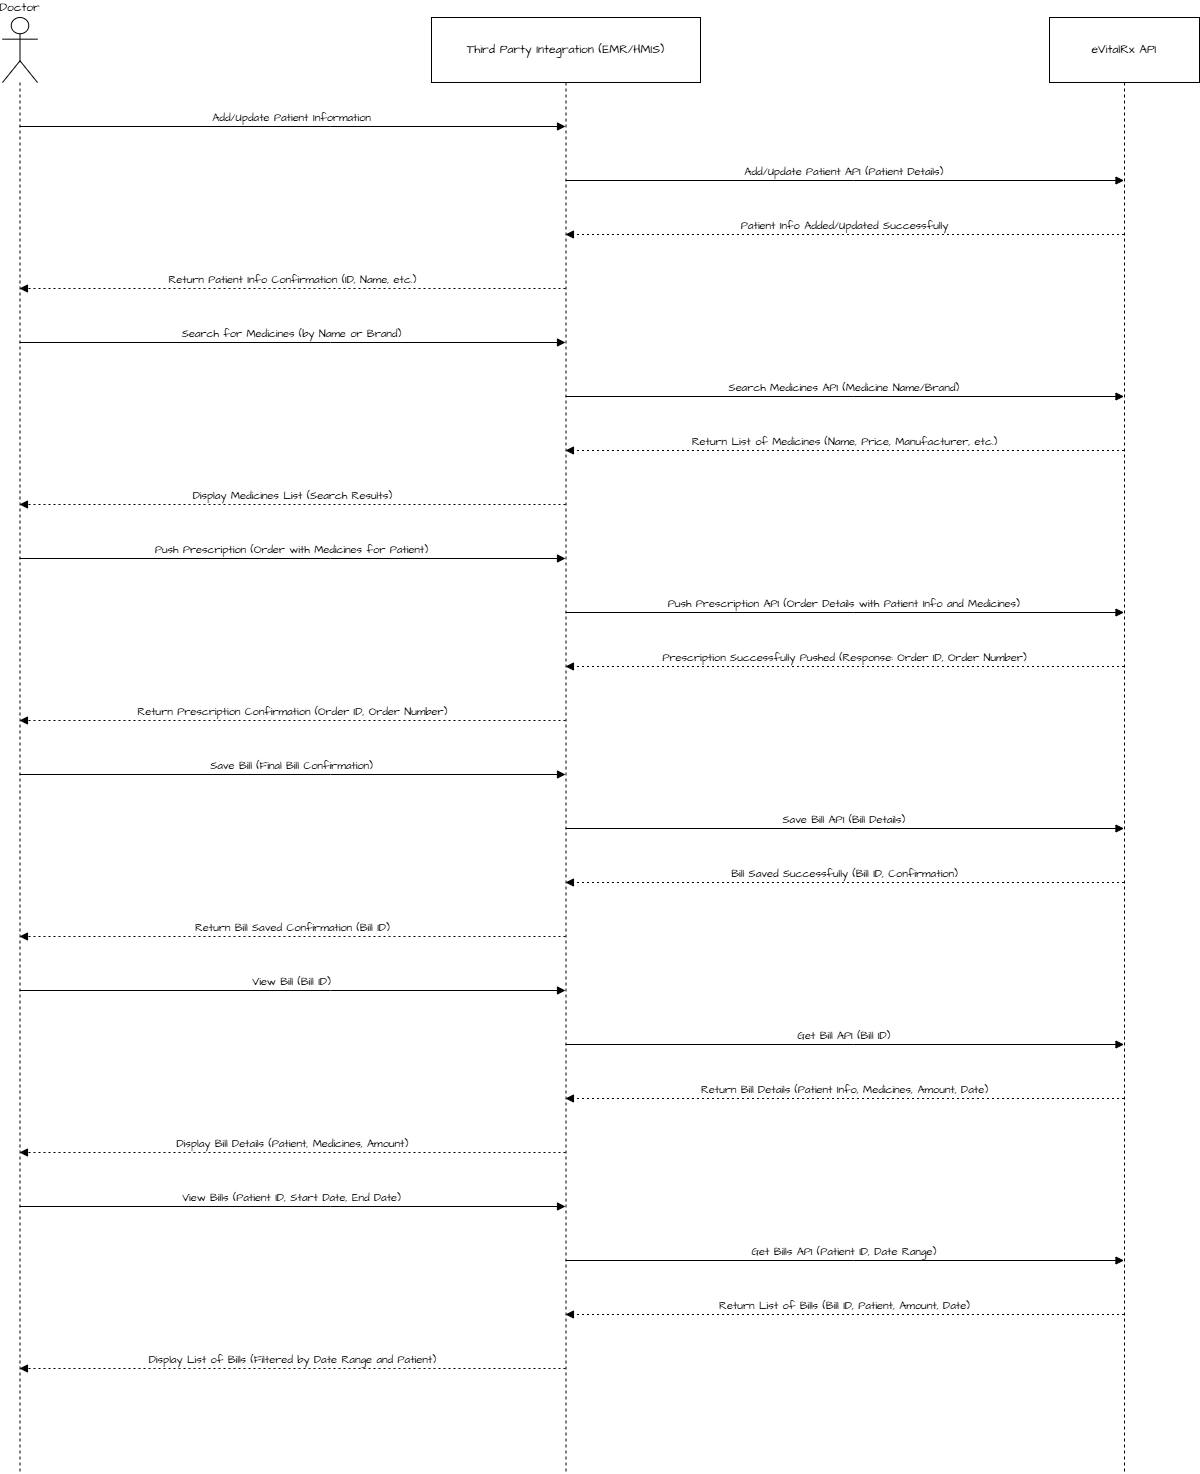 Doctor
Third Party Integration (EMR/HMIS)
eVitalRx API
Add/Update Patient Information
Add/Update Patient API (Patient Details)
Patient Info Added/Updated Successfully
Return Patient Info Confirmation (ID, Name, etc.)
Search for Medicines (by Name or Brand)
Search Medicines API (Medicine Name/Brand)
Return List of Medicines (Name, Price, Manufacturer, etc.)
Display Medicines List (Search Results)
Push Prescription (Order with Medicines for Patient)
Push Prescription API (Order Details with Patient Info and Medicines)
Prescription Successfully Pushed (Response: Order ID, Order Number)
Return Prescription Confirmation (Order ID, Order Number)
Save Bill (Final Bill Confirmation)
Save Bill API (Bill Details)
Bill Saved Successfully (Bill ID, Confirmation)
Return Bill Saved Confirmation (Bill ID)
View Bill (Bill ID)
Get Bill API (Bill ID)
Return Bill Details (Patient Info, Medicines, Amount, Date)
Display Bill Details (Patient, Medicines, Amount)
View Bills (Patient ID, Start Date, End Date)
Get Bills API (Patient ID, Date Range)
Return List of Bills (Bill ID, Patient, Amount, Date)
Display List of Bills (Filtered by Date Range and Patient)